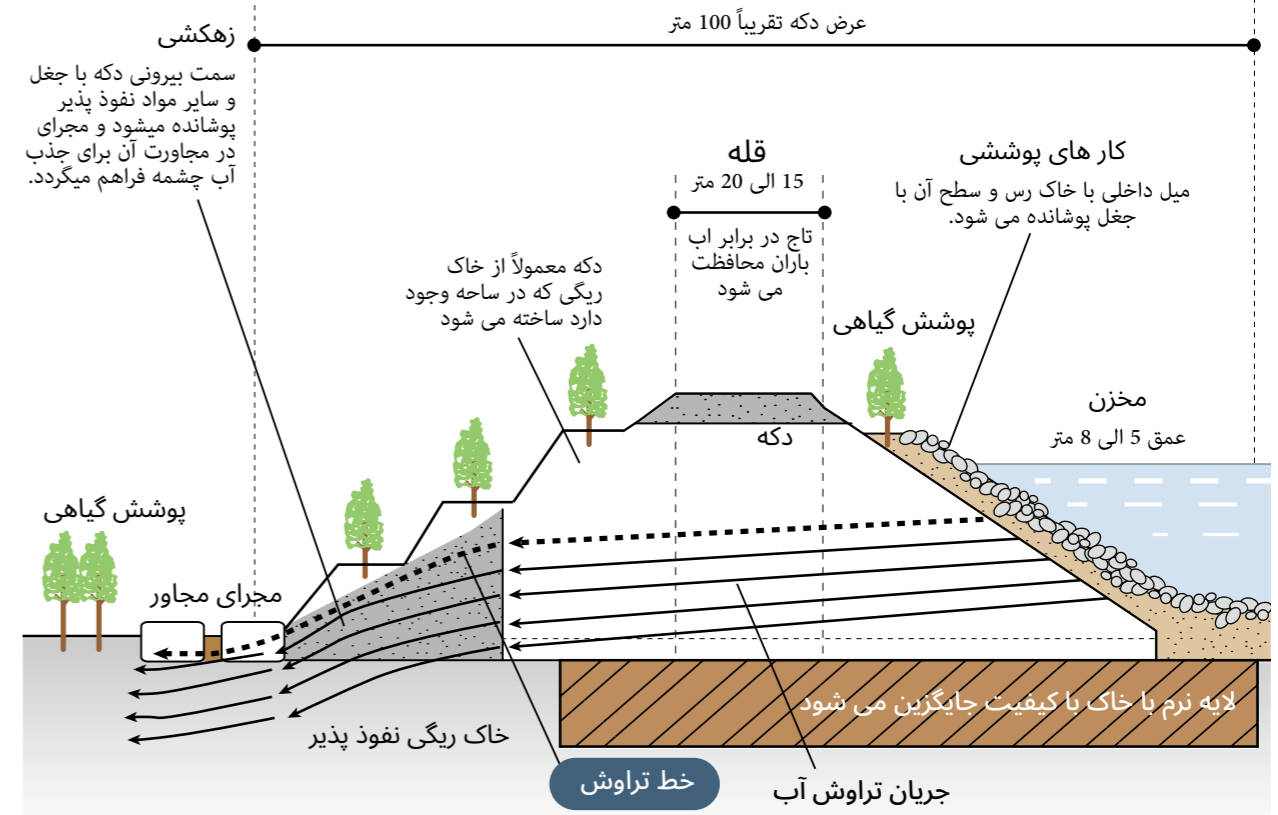 عرض دکه تقریباً 100 متر
زهکشی
سمت بیرونی دکه با جغل
و سایر مواد نفوذ پذیر
پوشانده میشود و مجرای
در مجاورت آن برای جذب
آب چشمه فراهم میگردد.
کار های پوششی
میل داخلی با خاک رس و سطح آن با
جغل پوشانده می شود.
قله
15 الی 20 متر
تاج در برابر اب
باران محافظت
می شود
دکه معمولاً از خاک
ریگی که در ساحه وجود
دارد ساخته می شود
پوشش گیاهی
مخزن
عمق 5 الی 8 متر
دکه
پوشش گیاهی
مجرای مجاور
لایه نرم با خاک با کیفیت جایگزین می شود
خاک ریگی نفوذ پذیر
خط تراوش
جریان تراوش آب